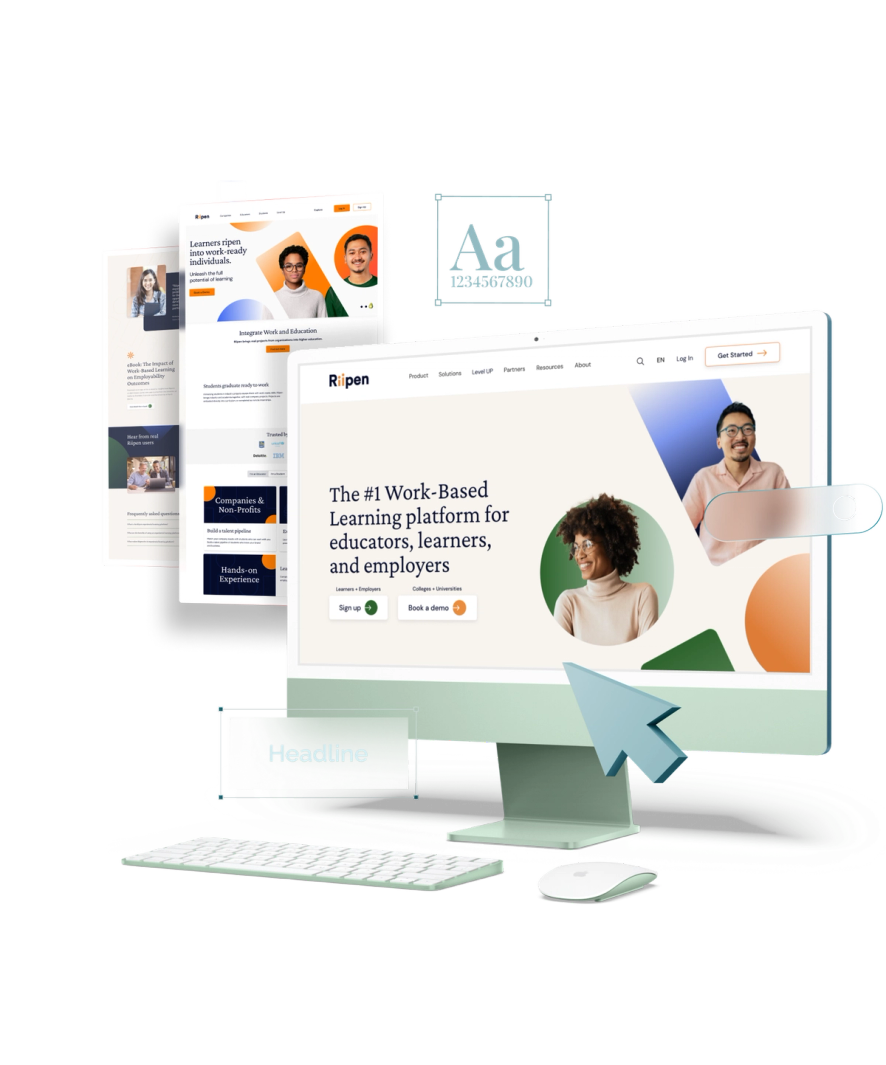 Riipen
Learners ripen
into work-ready
individuals.
Unleash the full
potential of learning
Integrate Work and Education
Students graduate ready to work
Trusted by
Deloitte
IBM
Companies &
Non-Profits
Build a talent pipeline
Hands-on
Experience
eBook: The Impact of
Work-Based Learning
on Employability
Outcomes
Hear from real
Riipen users
Frequently asked questions
Aa
1234567890
Riipen
Product
Solutions
Level UP
Partners
Resources
About
EN
Log In
Get Started
The #1 Work-Based
Learning platform for
educators, learners,
and employers
Learners + Employers
Colleges + Universities
Sign up
Book a demo
Headline